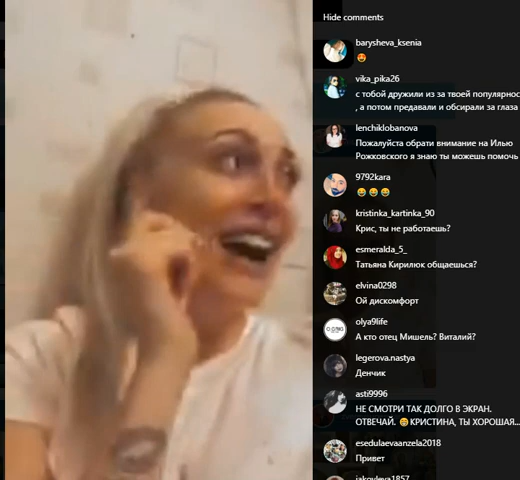 Hide comments
barysheva_ksenia
😍
vika_pika26
с тобой дружили из за твоей популярнос
, а потом предавали и обсирали за глаза
lenchiklobanova
Пожалуйста обрати внимание на Илью
Рожковского я знаю ты можешь помочь
9792kara
😂😂😂
kristinka_kartinka_90
Крис, ты не работаешь?
esmeralda_5_
Татьяна Кирилюк общаешься?
elvina0298
Ой дискомфорт
olya9life
А кто отец Мишель? Виталий?
legerova.nastya
Денчик
asti9996
НЕ СМОТРИ ТАК ДОЛГО В ЭКРАН.
ОТВЕЧАЙ. 😊КРИСТИНА, ТЫ ХОРОШАЯ...
esedulaevaanzela2018
Привет
jakovleva1857